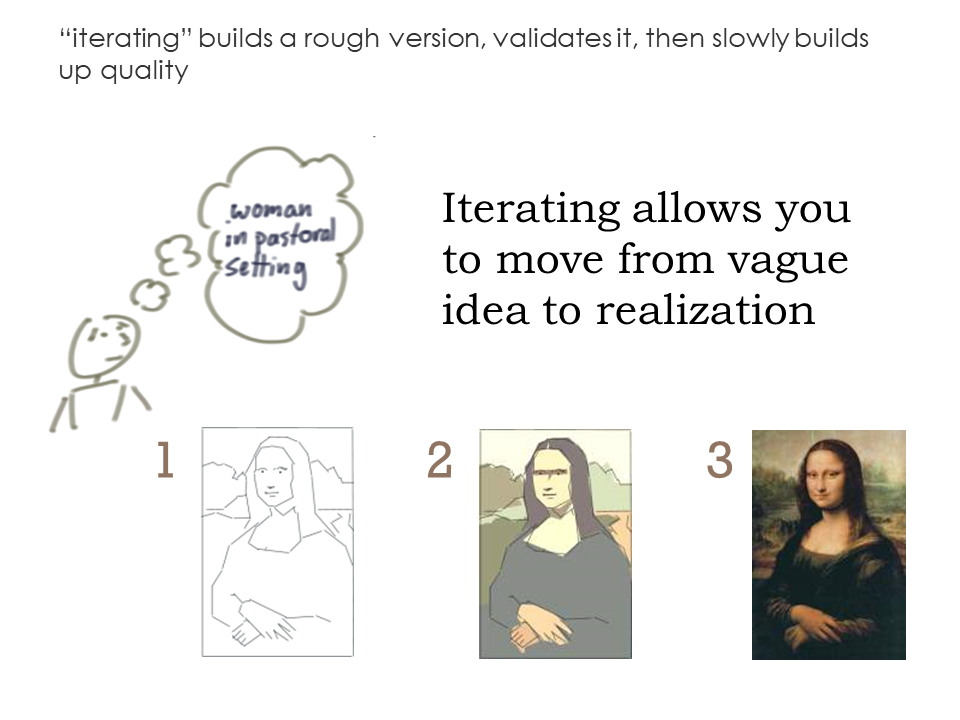 “iterating” builds a rough version, validates it, then slowly builds
up quality
woman
in pastoral
setting
Iterating allows you
to move from vague
idea to realization
1
2
3